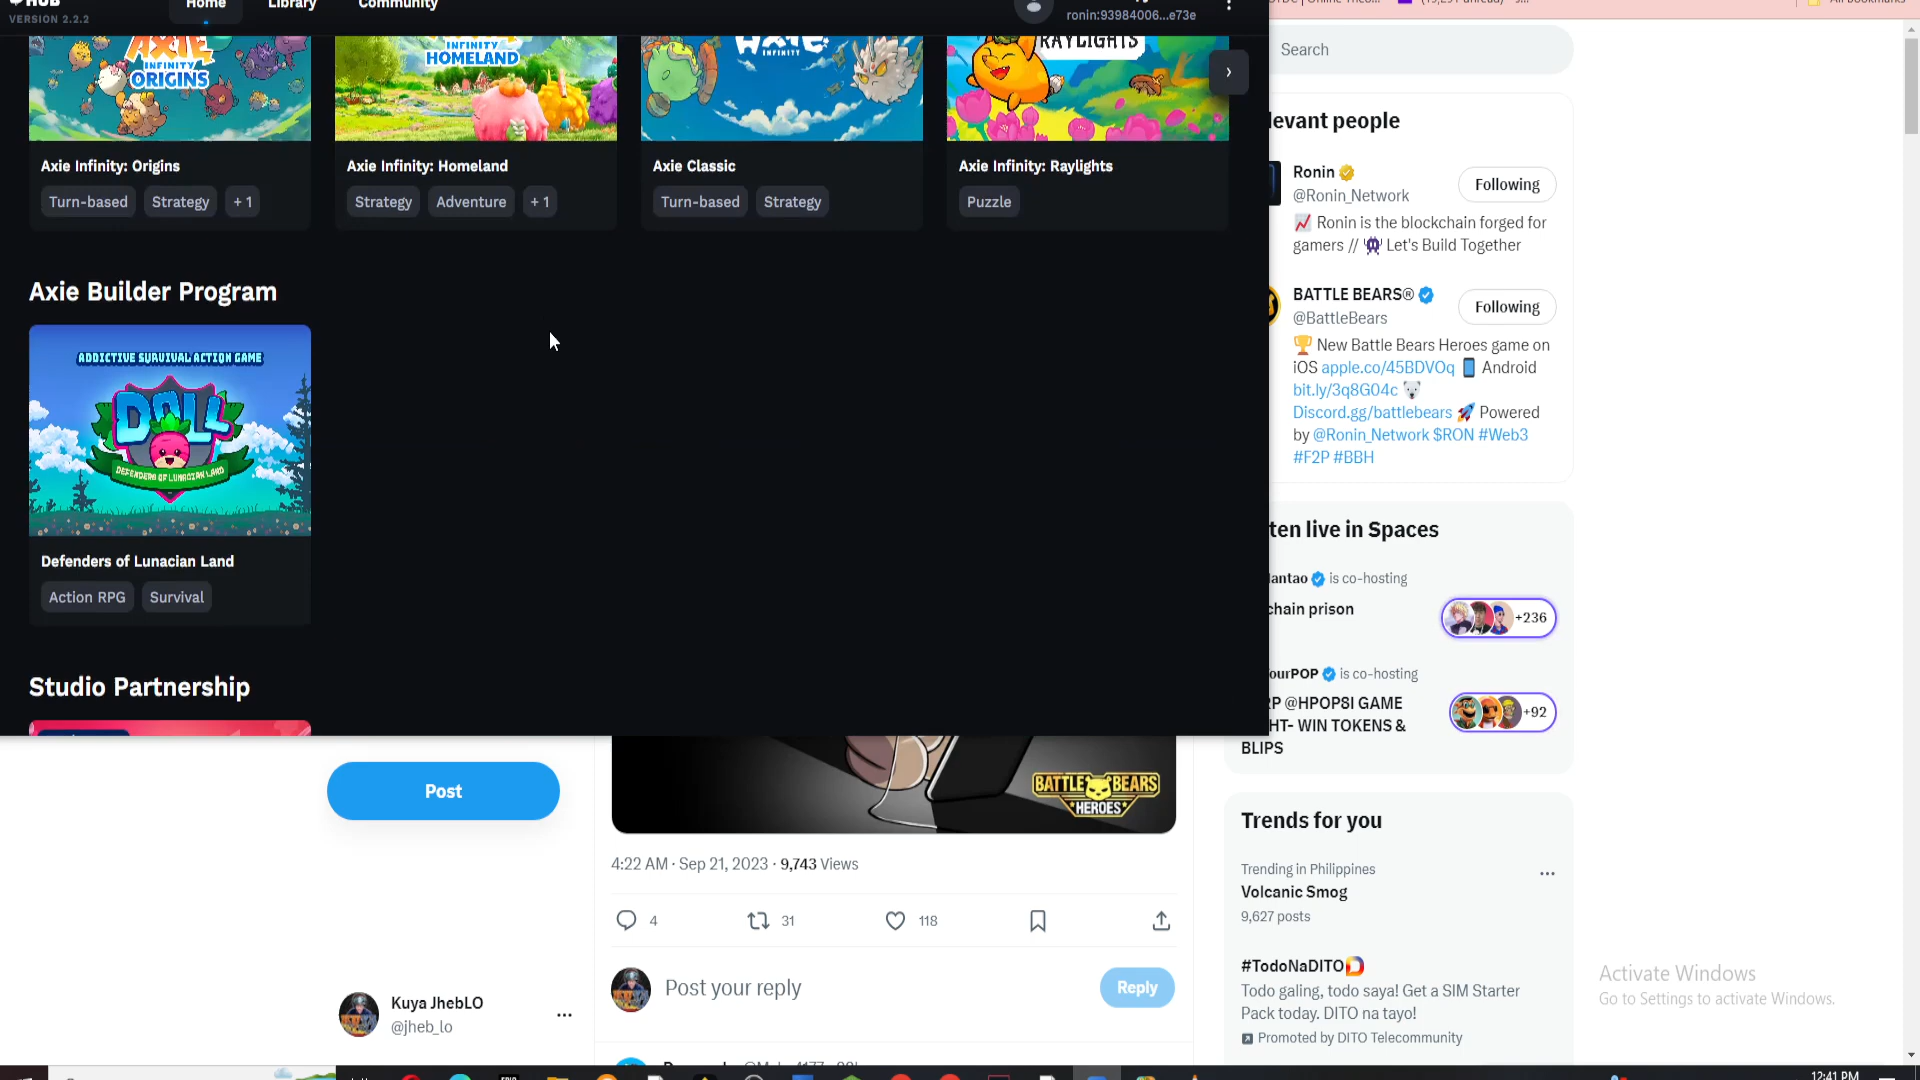 HUB
VERSION 2.2.2
Home
Library
Community
ronin:93984006...e73e
AXIE
INFINITY
ORIGINS
INFINITY
HOMELAND
INFINITY
RAYLIGHTS
Axie Infinity: Origins
Turn-based
Strategy
+ 1
Axie Infinity: Homeland
Strategy
Adventure
+ 1
Axie Classic
Turn-based
Strategy
Axie Infinity: Raylights
Puzzle
Axie Builder Program
ADDICTIVE SURVIVAL ACTION GAME
DOLL
DEFENDERS OF LUNACIAN LAND
Defenders of Lunacian Land
Action RPG
Survival
Studio Partnership
Post
Kuya JhebLO
@jheb_lo
BATTLE BEARS
HEROES
4:22 AM · Sep 21, 2023 · 9,743 Views
4
31
118
Post your reply
Reply
Search
levant people
Ronin
@Ronin_Network
Following
Ronin is the blockchain forged for
gamers // Let's Build Together
BATTLE BEARS®
@BattleBears
Following
New Battle Bears Heroes game on
iOS apple.co/45BDVOq Android
bit.ly/3q8G04c
Discord.gg/battlebears Powered
by @Ronin_Network $RON #Web3
#F2P #BBH
ten live in Spaces
lantao is co-hosting
chain prison
+236
ourPOP is co-hosting
RP @HPOP8I GAME
HT- WIN TOKENS &
BLIPS
+92
Trends for you
Trending in Philippines
Volcanic Smog
9,627 posts
#TodoNaDITO
Todo galing, todo saya! Get a SIM Starter
Pack today. DITO na tayo!
Promoted by DITO Telecommunity
Activate Windows
Go to Settings to activate Windows.
12:41 PM